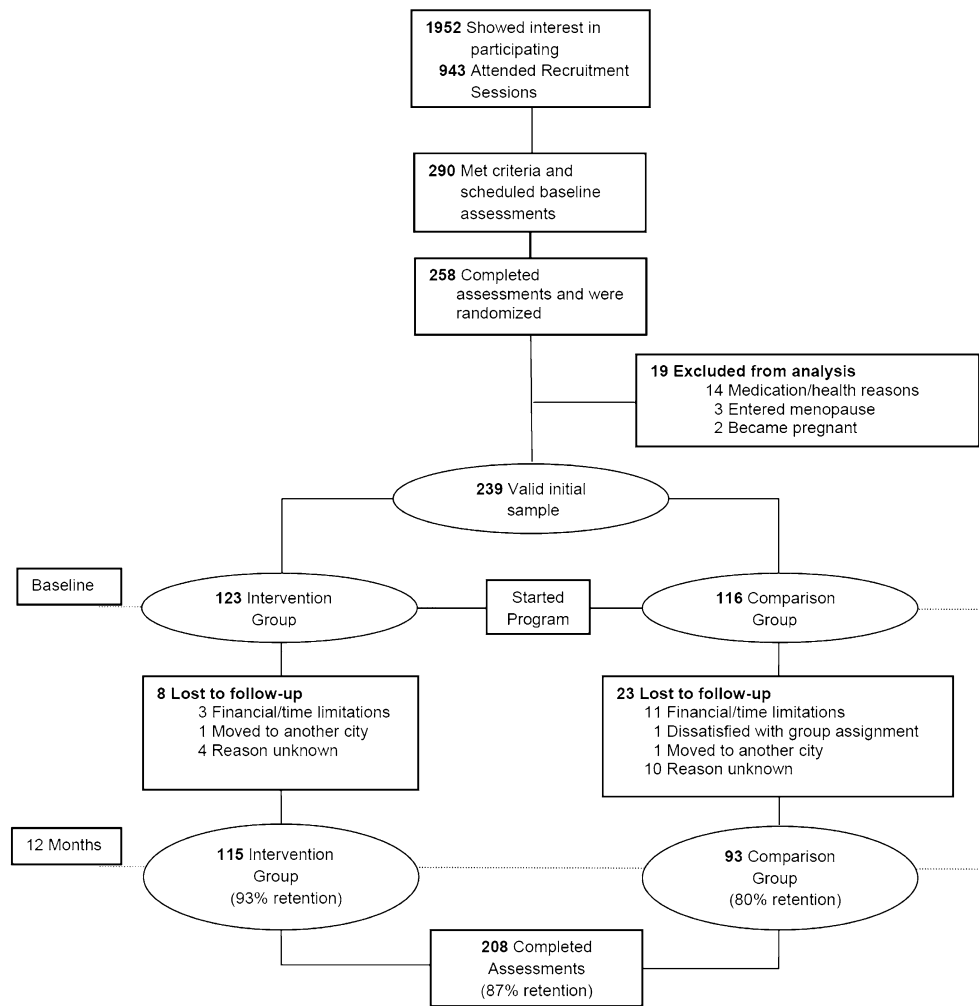 1952 Showed interest in
participating
943 Attended Recruitment
Sessions
290 Met criteria and
scheduled baseline
assessments
258 Completed
assessments and were
randomized
19 Excluded from analysis
14 Medication/health reasons
3 Entered menopause
2 Became pregnant
239 Valid initial
sample
Baseline
123 Intervention
Group
Started
Program
116 Comparison
Group
8 Lost to follow-up
3 Financial/time limitations
1 Moved to another city
4 Reason unknown
23 Lost to follow-up
11 Financial/time limitations
1 Dissatisfied with group assignment
1 Moved to another city
10 Reason unknown
12 Months
115 Intervention
Group
(93% retention)
93 Comparison
Group
(80% retention)
208 Completed
Assessments
(87% retention)